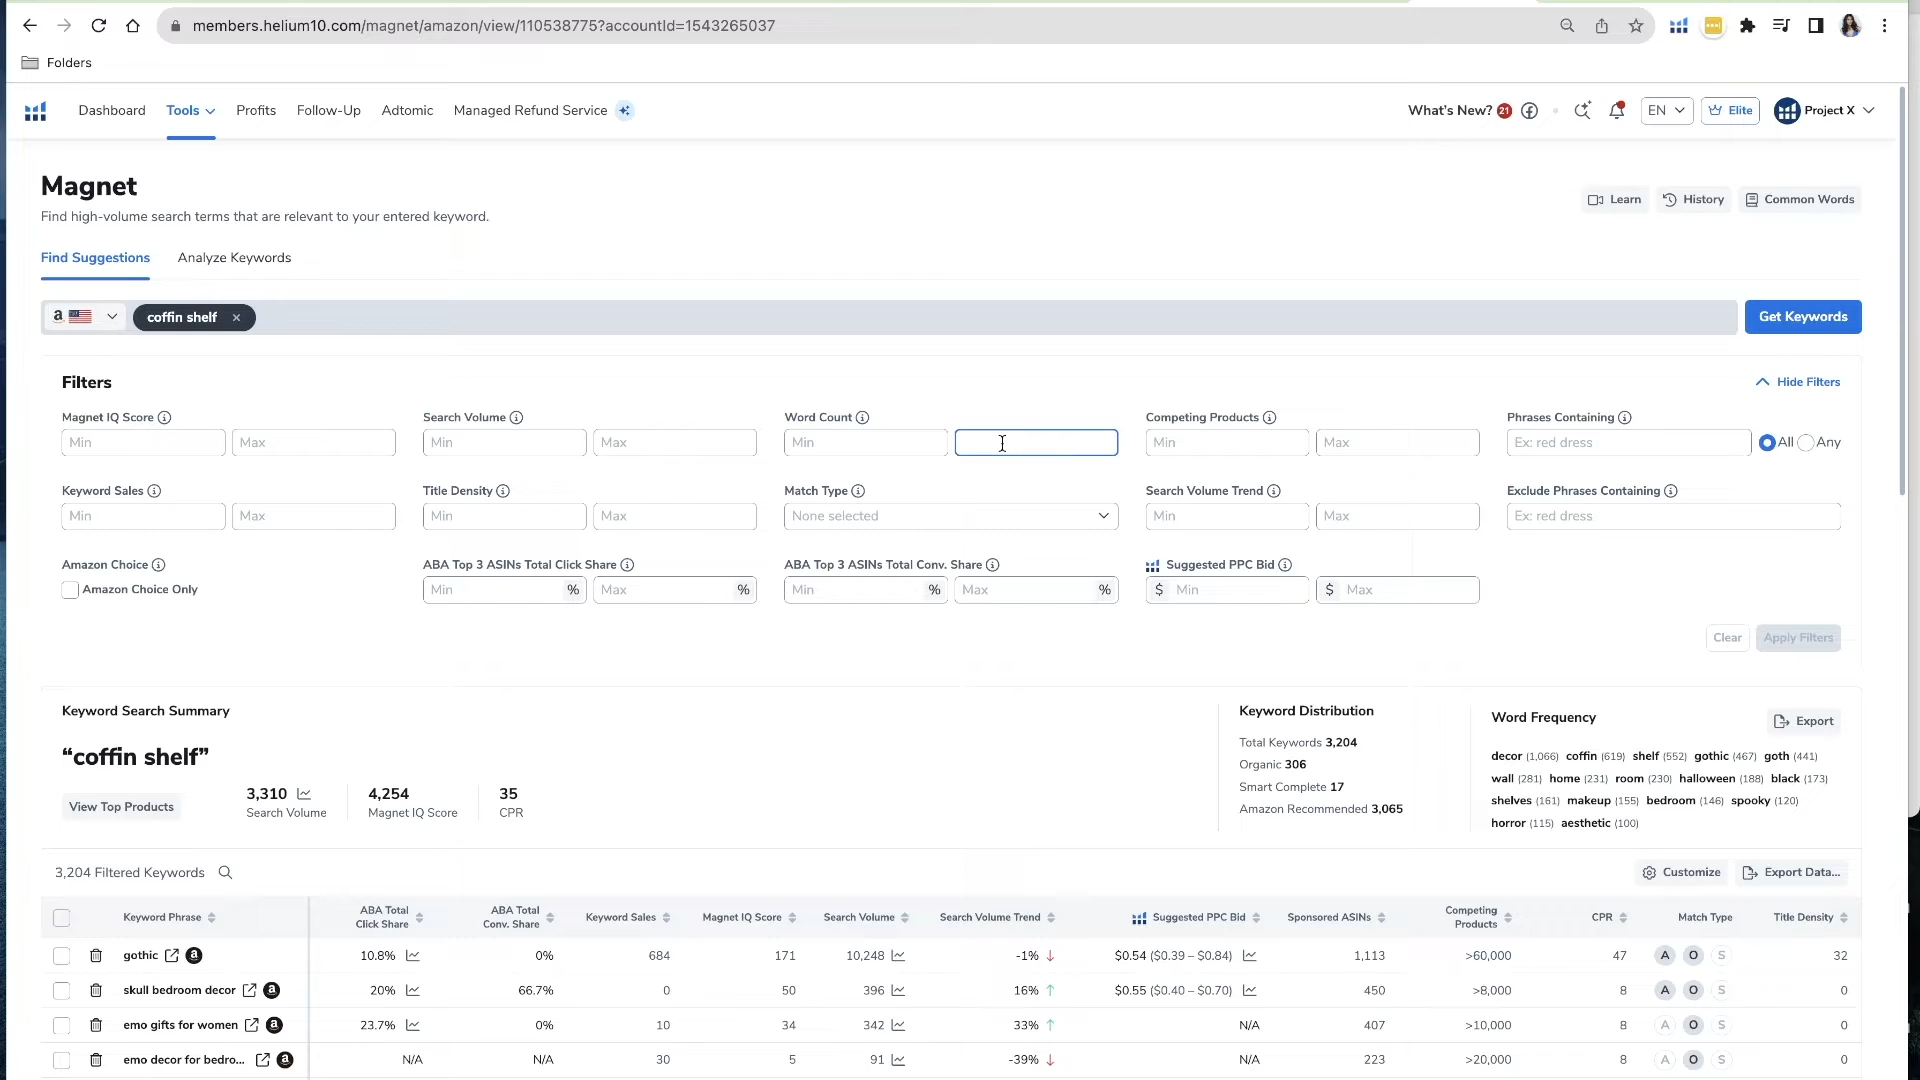 members.helium10.com/magnet/amazon/view/110538775?accountId=1543265037
Folders
Dashboard Tools Profits Follow-Up Adtomic Managed Refund Service
What's New? 21 EN Elite Project X
Magnet
Find high-volume search terms that are relevant to your entered keyword.
Learn History Common Words
Find Suggestions Analyze Keywords
a coffin shelf × Get Keywords
Filters Hide Filters
Magnet IQ Score Search Volume Word Count Competing Products Phrases Containing
Min Max Min Max Min Min Max Ex: red dress All Any
Keyword Sales Title Density Match Type Search Volume Trend Exclude Phrases Containing
Min Max Min Max None selected Min Max Ex: red dress
Amazon Choice ABA Top 3 ASINs Total Click Share ABA Top 3 ASINs Total Conv. Share Suggested PPC Bid
Amazon Choice Only Min % Max % Min % Max % $ Min $ Max
Clear Apply Filters
Keyword Search Summary
“coffin shelf”
View Top Products
3,310
Search Volume
4,254
Magnet IQ Score
35
CPR
Keyword Distribution
Total Keywords 3,204
Organic 306
Smart Complete 17
Amazon Recommended 3,065
Word Frequency Export
decor (1,066) coffin (619) shelf (552) gothic (467) goth (441)
wall (281) home (231) room (230) halloween (188) black (173)
shelves (161) makeup (155) bedroom (146) spooky (120)
horror (115) aesthetic (100)
3,204 Filtered Keywords Customize Export Data...
Keyword Phrase ABA Total Click Share ABA Total Conv. Share Keyword Sales Magnet IQ Score Search Volume Search Volume Trend Suggested PPC Bid Sponsored ASINs Competing Products CPR Match Type Title Density
gothic a 10.8% 0% 684 171 10,248 -1% $0.54 ($0.39 – $0.84) 1,113 >60,000 47 A O S 32
skull bedroom decor a 20% 66.7% 0 50 396 16% $0.55 ($0.40 – $0.70) 450 >8,000 8 A O S 0
emo gifts for women a 23.7% 0% 10 34 342 33% N/A 407 >10,000 8 A O S 0
emo decor for bedro... a N/A N/A 30 5 91 -39% N/A 223 >20,000 8 A O S 0